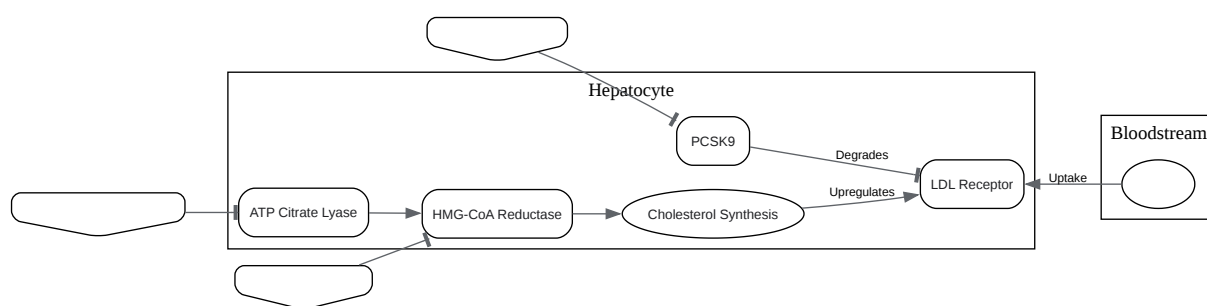 Hepatocyte
Bloodstream
PCSK9
Degrades
LDL Receptor
Uptake
Upregulates
ATP Citrate Lyase
HMG-CoA Reductase
Cholesterol Synthesis